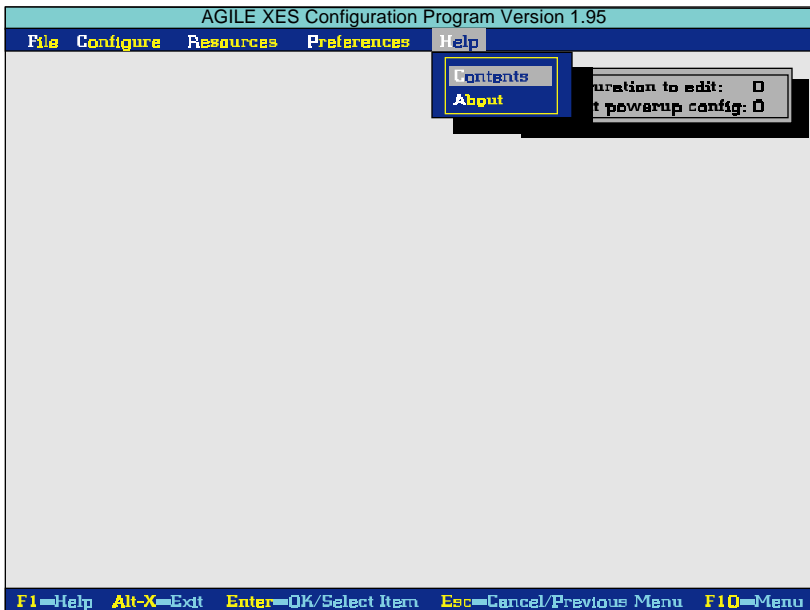 AGILE XES Configuration Program Version 1.95
File Configure Resources Preferences Help
Contents
About
uration to edit: 0
t powerup config: 0
F1=Help Alt-X=Exit Enter=OK/Select Item Esc=Cancel/Previous Menu F10=Menu